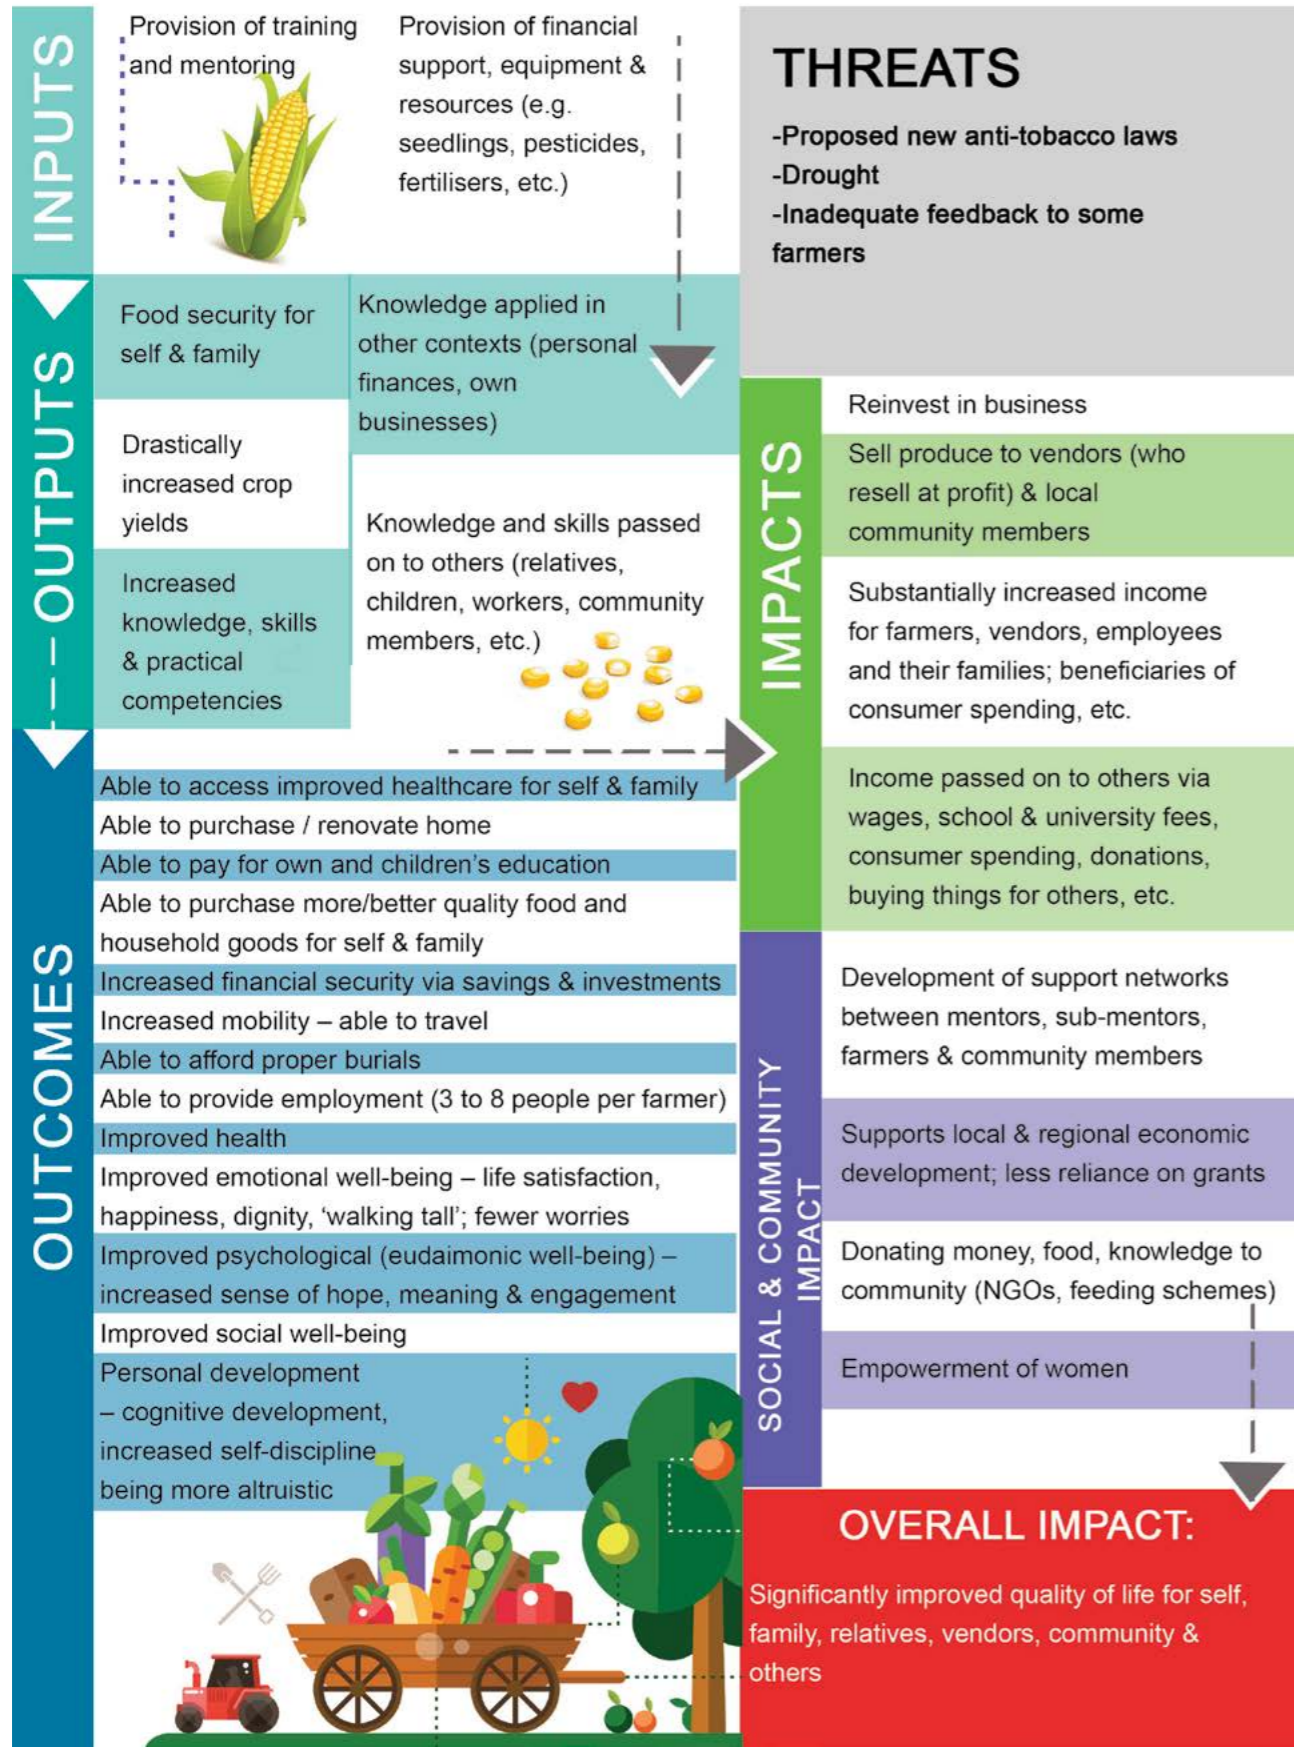 INPUTS
Provision of training
and mentoring
Provision of financial
support, equipment &
resources (e.g.
seedlings, pesticides,
fertilisers, etc.)
OUTPUTS
Food security for
self & family
Drastically
increased crop
yields
Increased
knowledge, skills
& practical
competencies
Knowledge applied in
other contexts (personal
finances, own
businesses)
Knowledge and skills passed
on to others (relatives,
children, workers, community
members, etc.)
OUTCOMES
Able to access improved healthcare for self & family
Able to purchase / renovate home
Able to pay for own and children's education
Able to purchase more/better quality food and
household goods for self & family
Increased financial security via savings & investments
Increased mobility – able to travel
Able to afford proper burials
Able to provide employment (3 to 8 people per farmer)
Improved health
Improved emotional well-being – life satisfaction,
happiness, dignity, 'walking tall'; fewer worries
Improved psychological (eudaimonic well-being) –
increased sense of hope, meaning & engagement
Improved social well-being
Personal development
– cognitive development,
increased self-discipline,
being more altruistic
THREATS
-Proposed new anti-tobacco laws
-Drought
-Inadequate feedback to some
farmers
IMPACTS
Reinvest in business
Sell produce to vendors (who
resell at profit) & local
community members
Substantially increased income
for farmers, vendors, employees
and their families; beneficiaries of
consumer spending, etc.
Income passed on to others via
wages, school & university fees,
consumer spending, donations,
buying things for others, etc.
SOCIAL & COMMUNITY
IMPACT
Development of support networks
between mentors, sub-mentors,
farmers & community members
Supports local & regional economic
development; less reliance on grants
Donating money, food, knowledge to
community (NGOs, feeding schemes)
Empowerment of women
OVERALL IMPACT:
Significantly improved quality of life for self,
family, relatives, vendors, community &
others